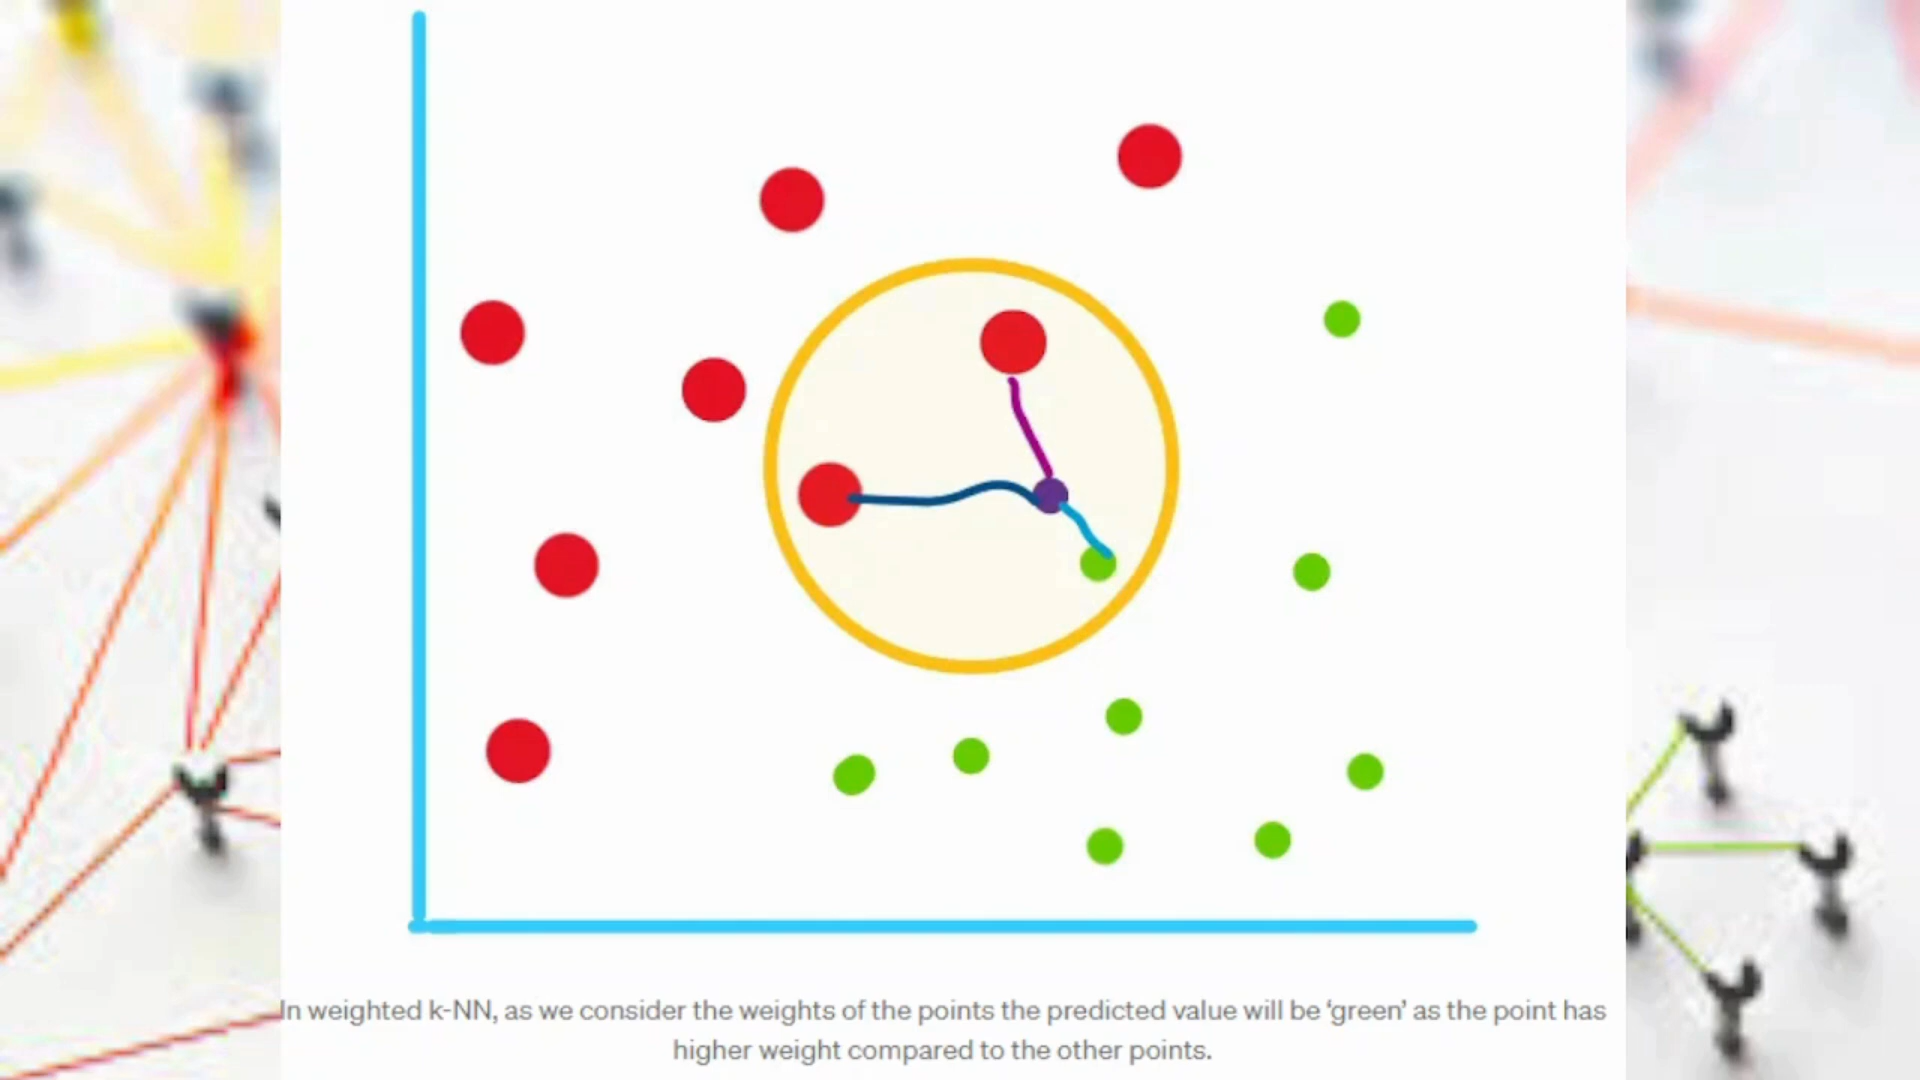 In weighted k-NN, as we consider the weights of the points the predicted value will be ‘green’ as the point has
higher weight compared to the other points.